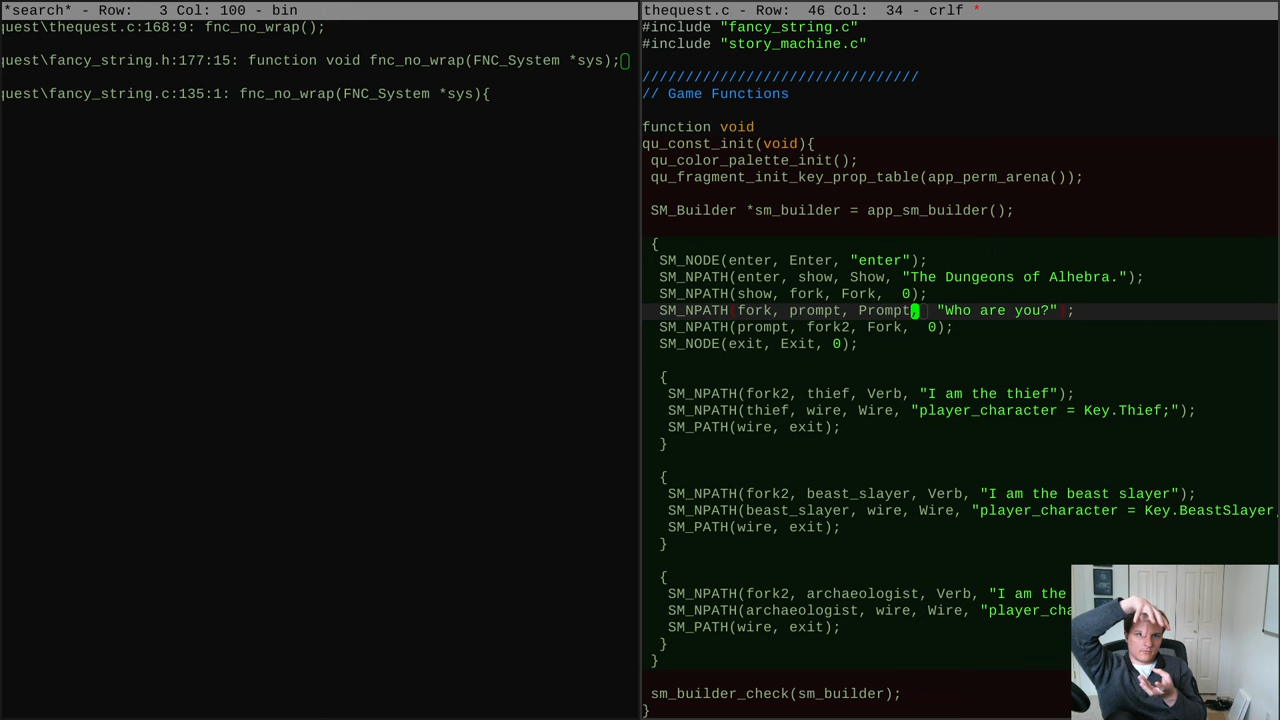 *search* - Row:   3 Col: 100 - bin
quest\thequest.c:168:9: fnc_no_wrap();
quest\fancy_string.h:177:15: function void fnc_no_wrap(FNC_System *sys);
quest\fancy_string.c:135:1: fnc_no_wrap(FNC_System *sys){
thequest.c - Row:  46 Col:  34 - crlf *
#include "fancy_string.c"
#include "story_machine.c"
////////////////////////////////
// Game Functions
function void
qu_const_init(void){
qu_color_palette_init();
qu_fragment_init_key_prop_table(app_perm_arena());
SM_Builder *sm_builder = app_sm_builder();
{
SM_NODE(enter, Enter, "enter");
SM_NPATH(enter, show, Show, "The Dungeons of Alhebra.");
SM_NPATH(show, fork, Fork,  0);
SM_NPATH(fork, prompt, Prompt,  "Who are you?");
SM_NPATH(prompt, fork2, Fork,  0);
SM_NODE(exit, Exit, 0);
{
SM_NPATH(fork2, thief, Verb, "I am the thief");
SM_NPATH(thief, wire, Wire, "player_character = Key.Thief;");
SM_PATH(wire, exit);
}
{
SM_NPATH(fork2, beast_slayer, Verb, "I am the beast slayer");
SM_NPATH(beast_slayer, wire, Wire, "player_character = Key.BeastSlayer
SM_PATH(wire, exit);
}
{
SM_NPATH(fork2, archaeologist, Verb, "I am the
SM_NPATH(archaeologist, wire, Wire, "player_cha
SM_PATH(wire, exit);
}
}
sm_builder_check(sm_builder);
}